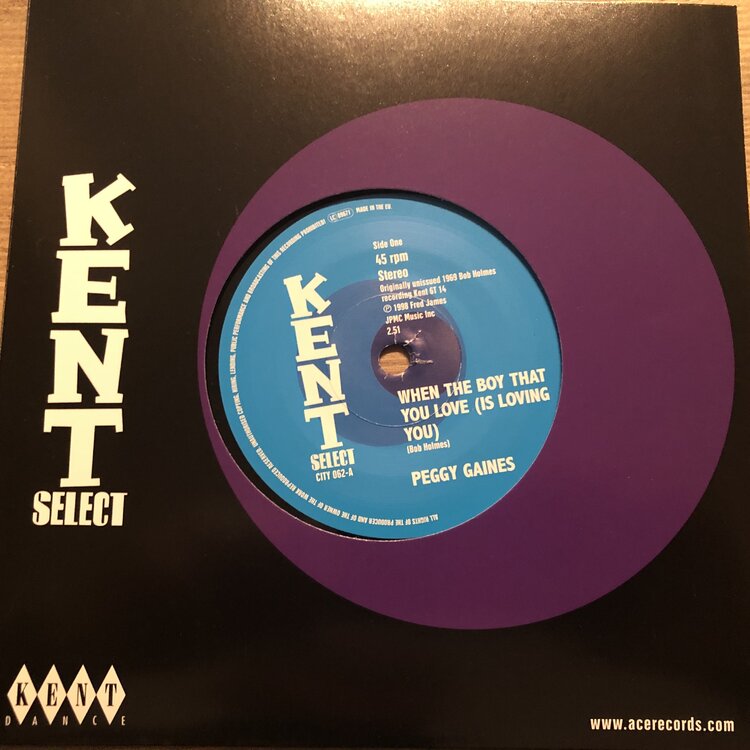 KENT
SELECT
KENT
DANCE
www.acerecords.com
ALL RIGHTS OF THE PRODUCER AND OF THE OWNER OF THE WORK REPRODUCED RESERVED. UNAUTHORISED COPYING, HIRING, LENDING, PUBLIC PERFORMANCE AND BROADCASTING OF THIS RECORDING PROHIBITED! LC 00671 MADE IN THE EU.
Side One
45 rpm
Stereo
Originally unissued 1969 Bob Holmes
recording Kent GT 14
℗ 1998 Fred James
JPMC Music Inc
2.51
KENT
SELECT
CITY 062-A
WHEN THE BOY THAT
YOU LOVE (IS LOVING
YOU)
(Bob Holmes)
PEGGY GAINES